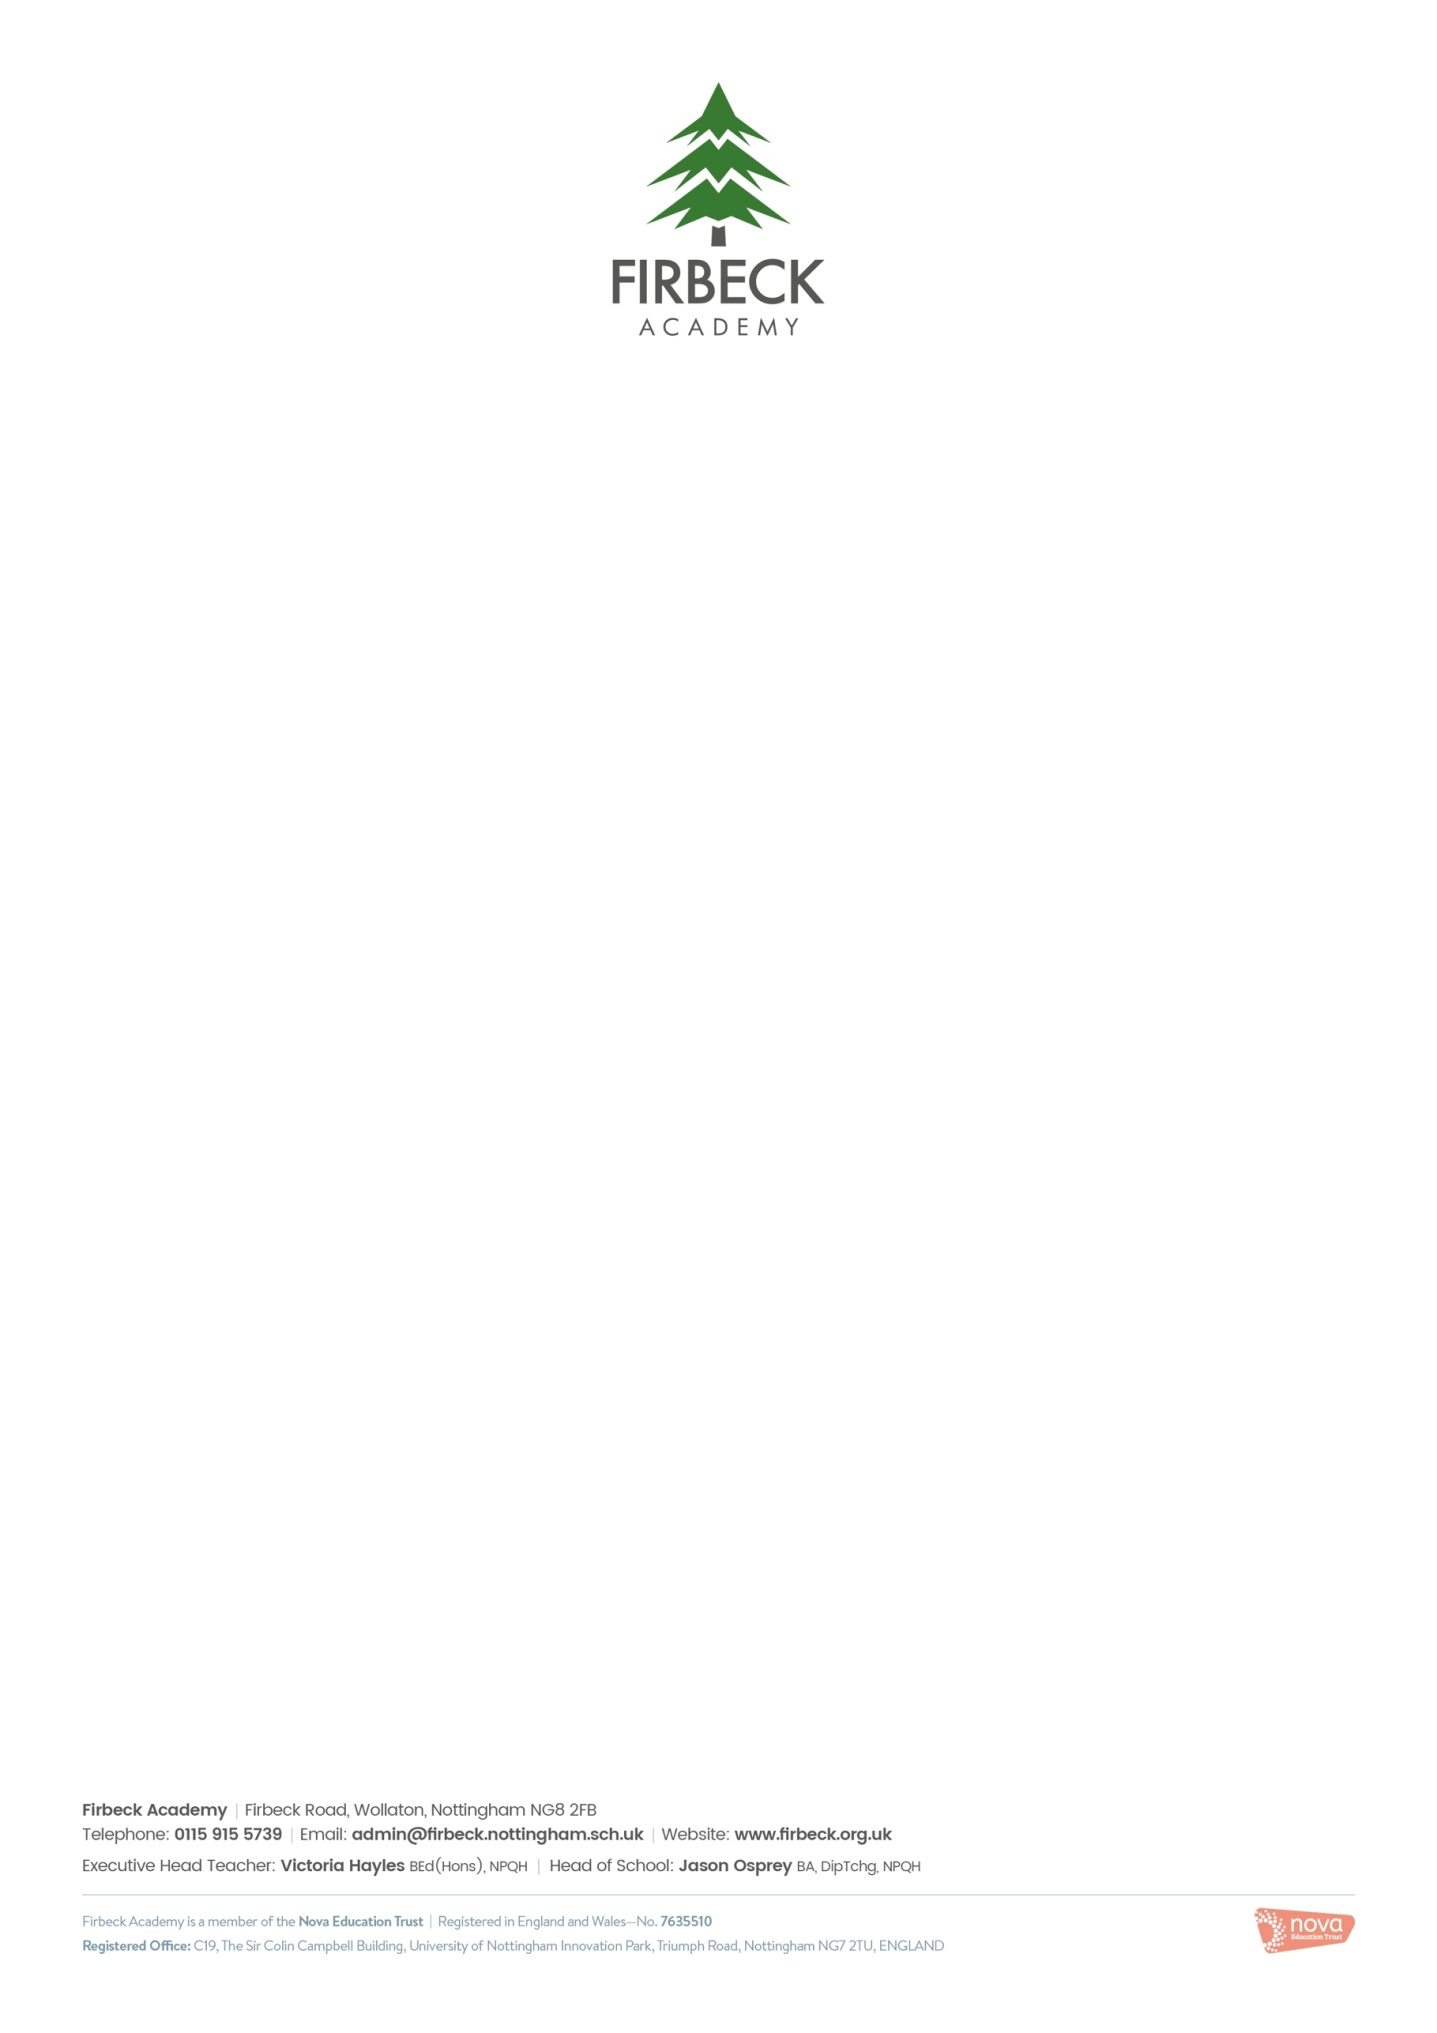 FIRBECK
ACADEMY
Firbeck Academy | Firbeck Road, Wollaton, Nottingham NG8 2FB
Telephone: 0115 915 5739 | Email: admin@firbeck.nottingham.sch.uk | Website: www.firbeck.org.uk
Executive Head Teacher: Victoria Hayles BEd(Hons), NPQH | Head of School: Jason Osprey BA, DipTchg, NPQH
Firbeck Academy is a member of the Nova Education Trust | Registered in England and Wales—No. 7635510
Registered Office: C19, The Sir Colin Campbell Building, University of Nottingham Innovation Park, Triumph Road, Nottingham NG7 2TU, ENGLAND
nova
Education Trust